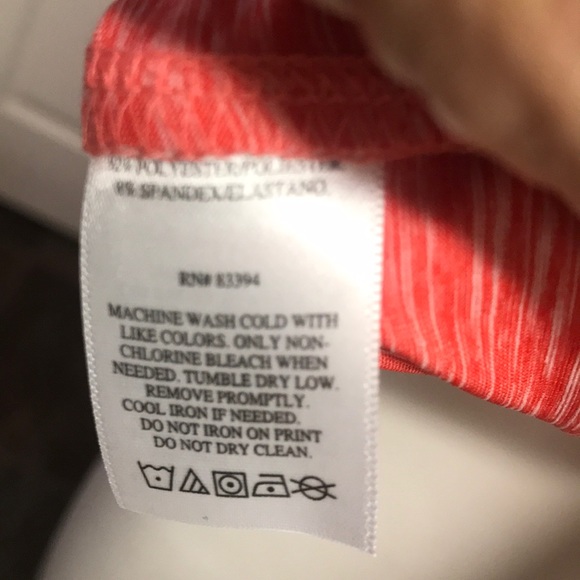 92% POLYESTER/POLIESTER
8% SPANDEX/ELASTANO
RN# 83394
MACHINE WASH COLD WITH
LIKE COLORS. ONLY NON-
CHLORINE BLEACH WHEN
NEEDED. TUMBLE DRY LOW.
REMOVE PROMPTLY.
COOL IRON IF NEEDED.
DO NOT IRON ON PRINT
DO NOT DRY CLEAN.